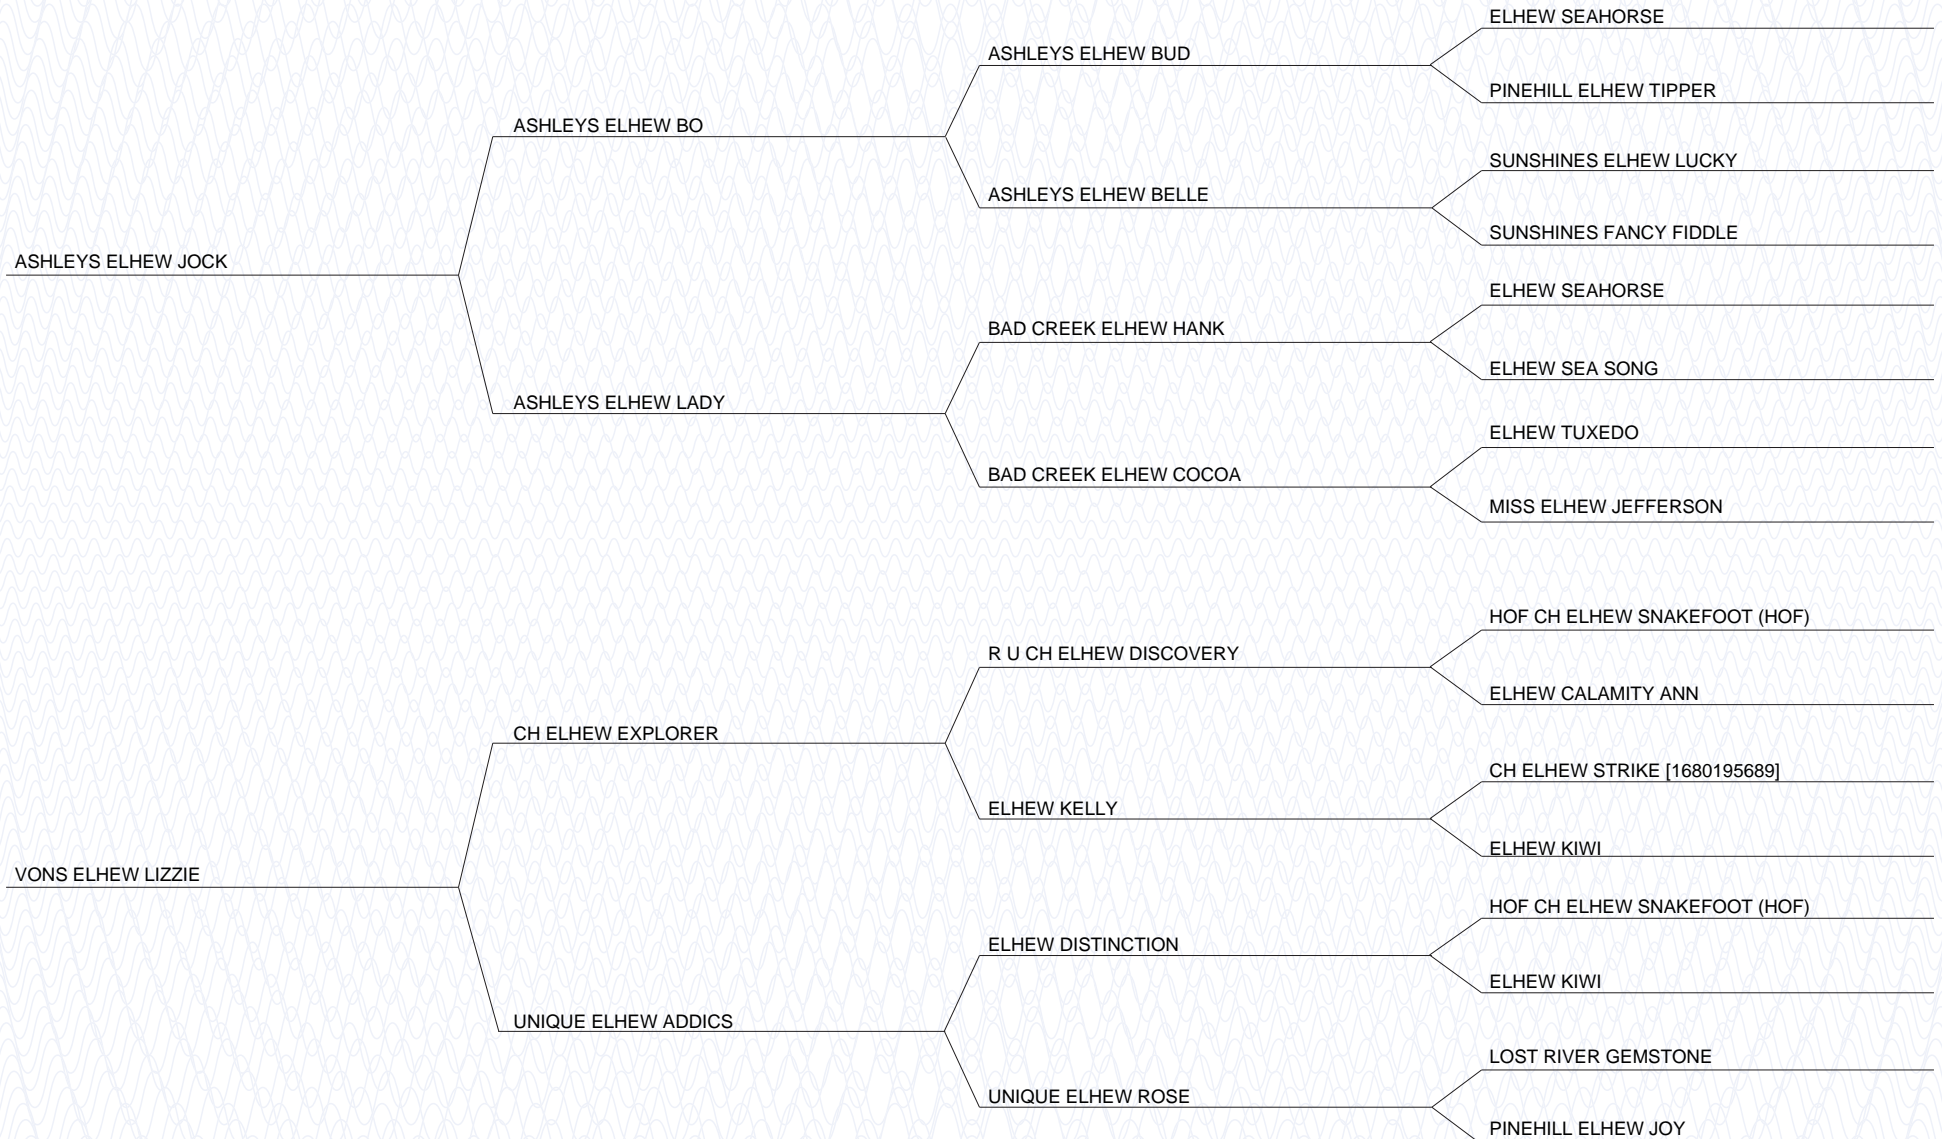 ELHEW SEAHORSE
ASHLEYS ELHEW BUD
PINEHILL ELHEW TIPPER
ASHLEYS ELHEW BO
SUNSHINES ELHEW LUCKY
ASHLEYS ELHEW BELLE
SUNSHINES FANCY FIDDLE
ASHLEYS ELHEW JOCK
ELHEW SEAHORSE
BAD CREEK ELHEW HANK
ELHEW SEA SONG
ASHLEYS ELHEW LADY
ELHEW TUXEDO
BAD CREEK ELHEW COCOA
MISS ELHEW JEFFERSON
HOF CH ELHEW SNAKEFOOT (HOF)
R U CH ELHEW DISCOVERY
ELHEW CALAMITY ANN
CH ELHEW EXPLORER
CH ELHEW STRIKE [1680195689]
ELHEW KELLY
ELHEW KIWI
VONS ELHEW LIZZIE
HOF CH ELHEW SNAKEFOOT (HOF)
ELHEW DISTINCTION
ELHEW KIWI
UNIQUE ELHEW ADDICS
LOST RIVER GEMSTONE
UNIQUE ELHEW ROSE
PINEHILL ELHEW JOY